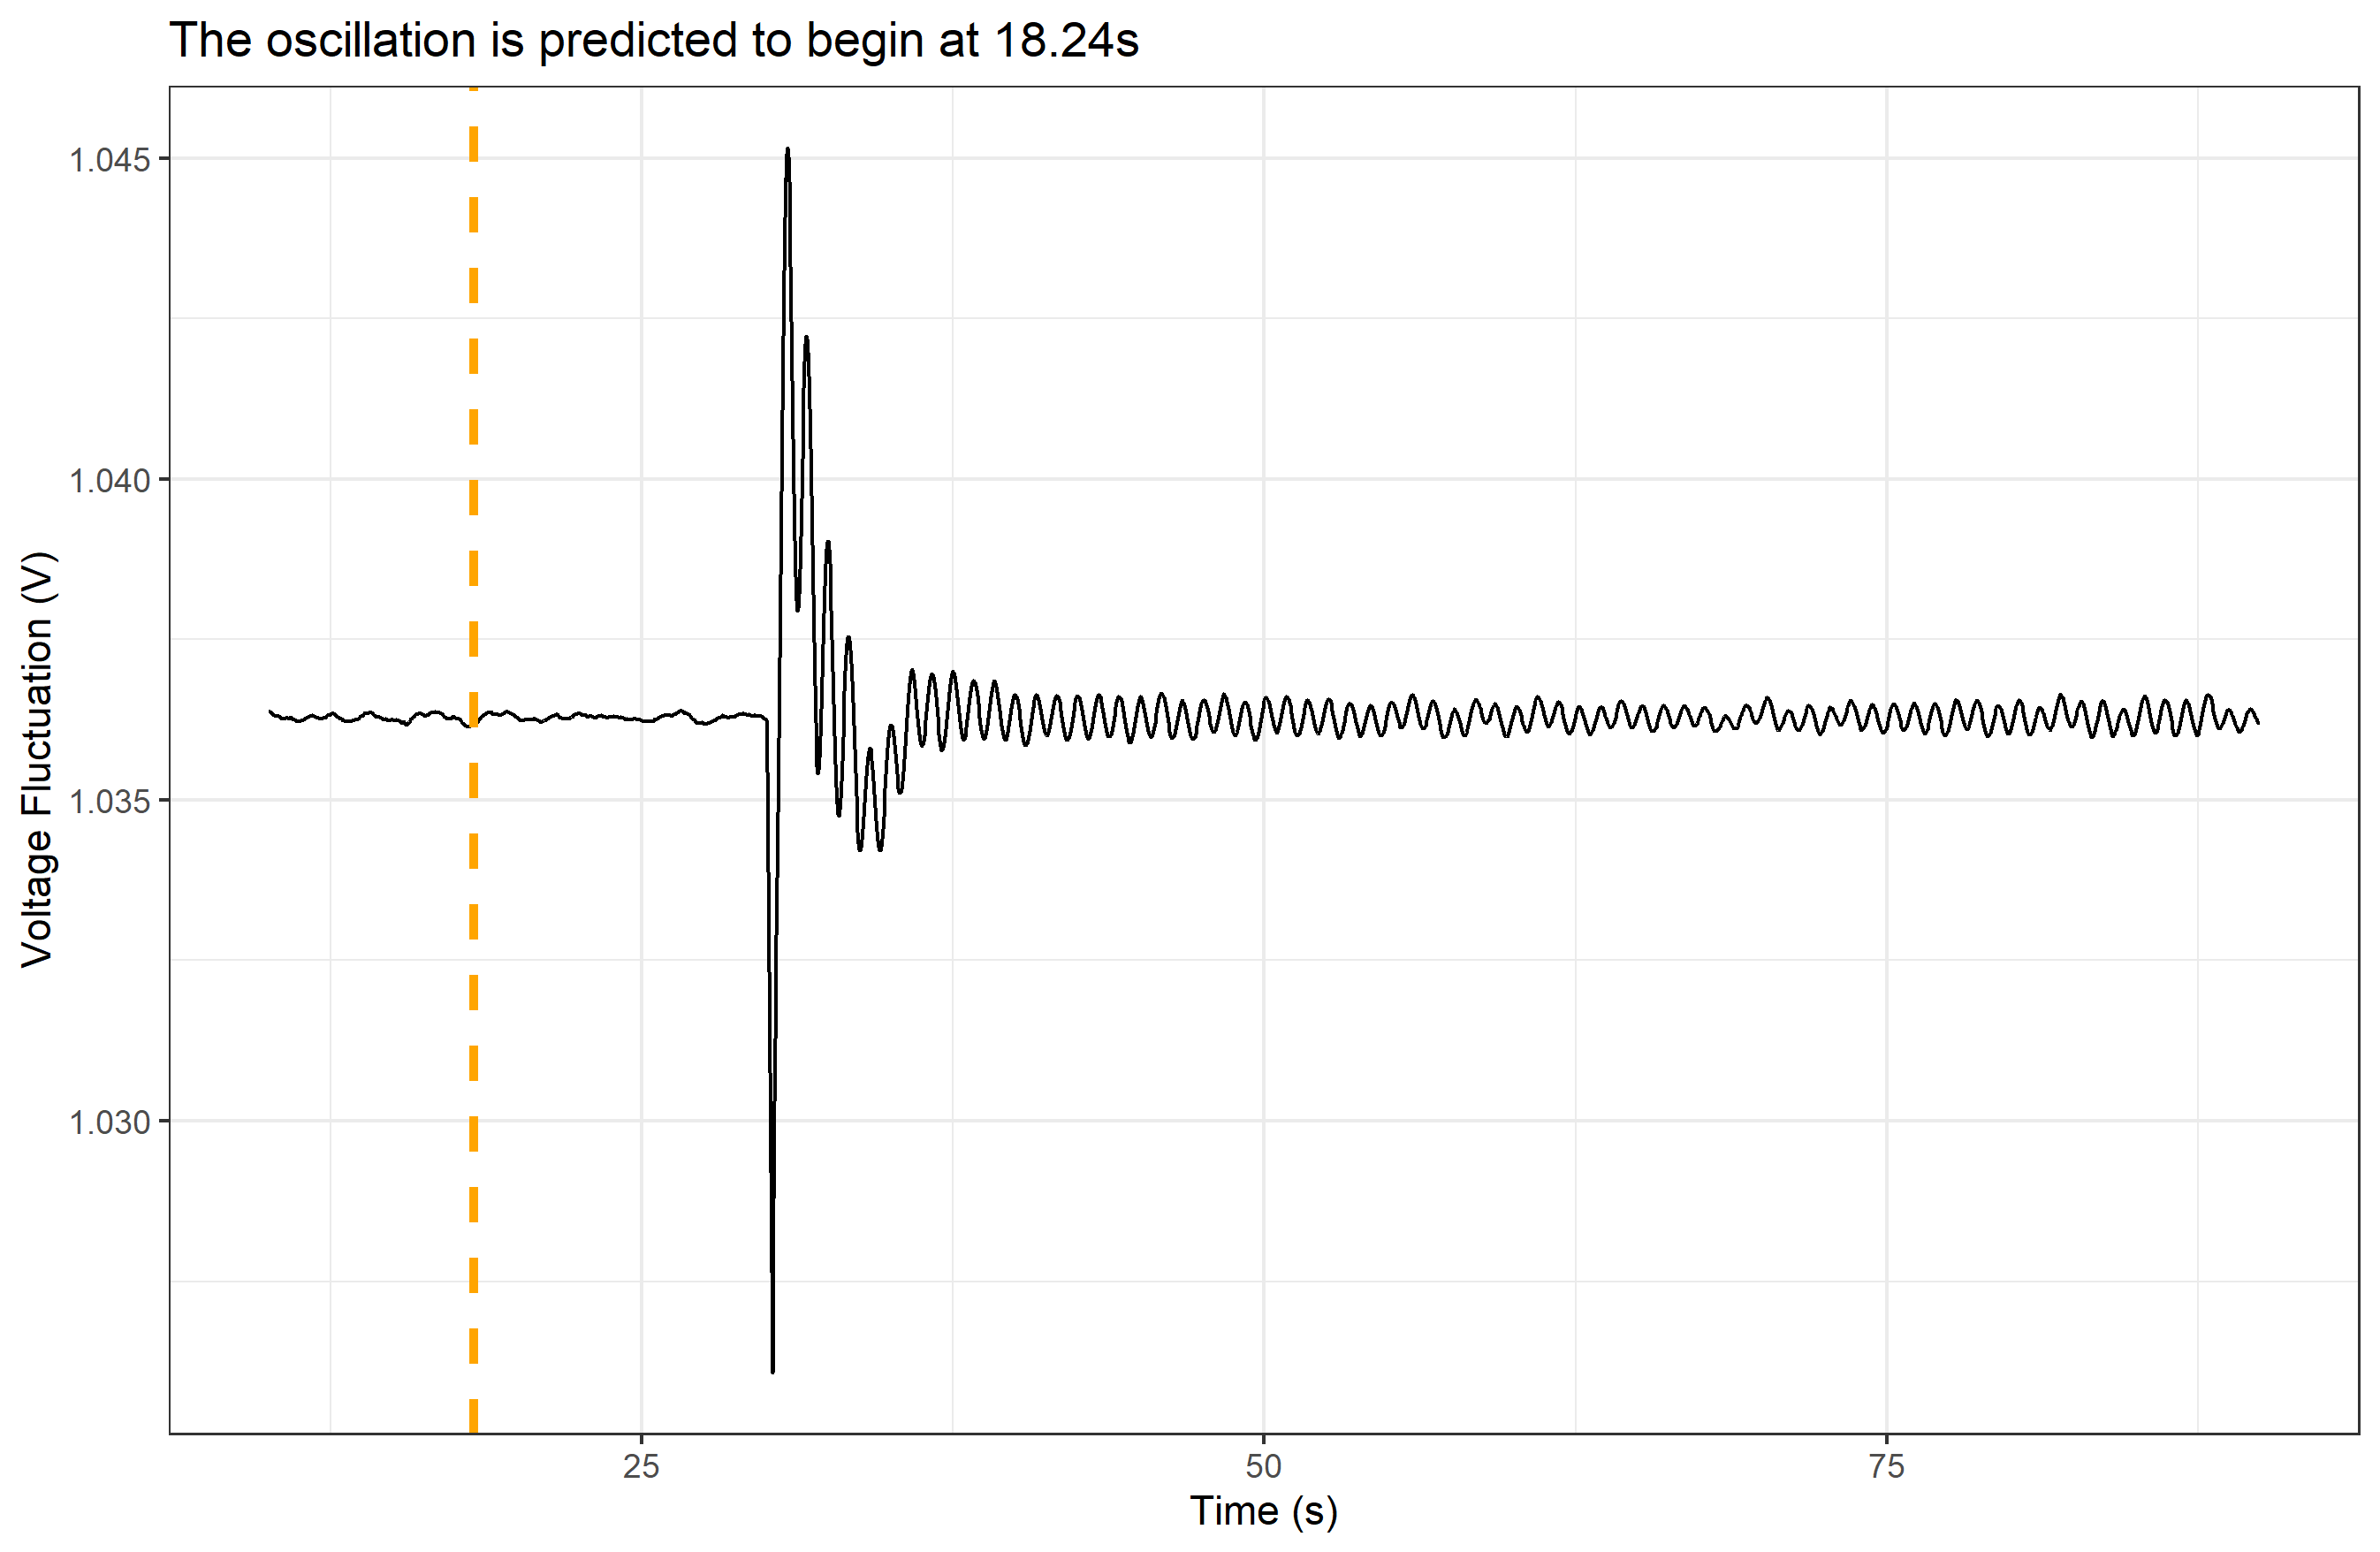 The oscillation is predicted to begin at 18.24s
1.045
1.040
1.035
1.030
Voltage Fluctuation (V)
25
50
75
Time (s)